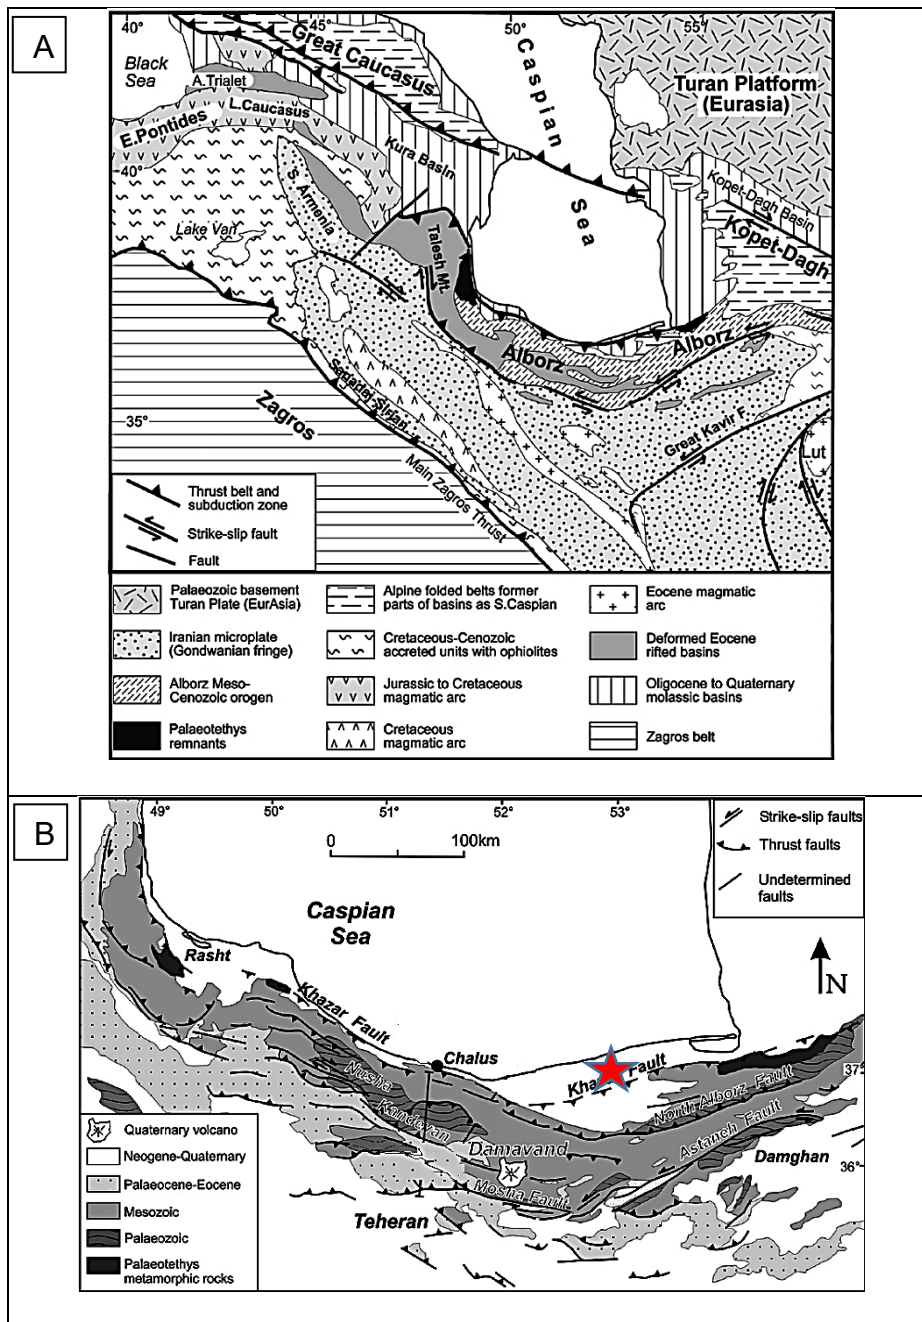 A
40°
45°
50°
55°
Black
Sea
Great Caucasus
Caspian
Sea
Turan Platform
(Eurasia)
A.Trialet
L.Caucasus
E.Pontides
40°
Kura Basin
Kopet-Dagh Basin
Kopet-Dagh
S. Armenia
Lake Van
Talesh Mt.
Alborz
Alborz
Sanadaj Sirjan
Zagros
35°
Great Kavir F.
Lut
Main Zagros Thrust
Thrust belt and
subduction zone
Strike-slip fault
Fault
Palaeozoic basement
Turan Plate (EurAsia)
Alpine folded belts former
parts of basins as S.Caspian
Eocene magmatic
arc
Iranian microplate
(Gondwanian fringe)
Cretaceous-Cenozoic
accreted units with ophiolites
Deformed Eocene
rifted basins
Alborz Meso-
Cenozoic orogen
Jurassic to Cretaceous
magmatic arc
Oligocene to Quaternary
molassic basins
Palaeotethys
remnants
Cretaceous
magmatic arc
Zagros belt
B
49°
50°
51°
52°
53°
0
100km
Strike-slip faults
Thrust faults
Undetermined
faults
Caspian
Sea
N
Rasht
Khazar Fault
Chalus
Kha
Fault
37°
Nusha
North Alborz Fault
Kandevan
Astaneh Fault
Damavand
Damghan
36°
Mosha Fault
Teheran
Quaternary volcano
Neogene-Quaternary
Palaeocene-Eocene
Mesozoic
Palaeozoic
Palaeotethys
metamorphic rocks